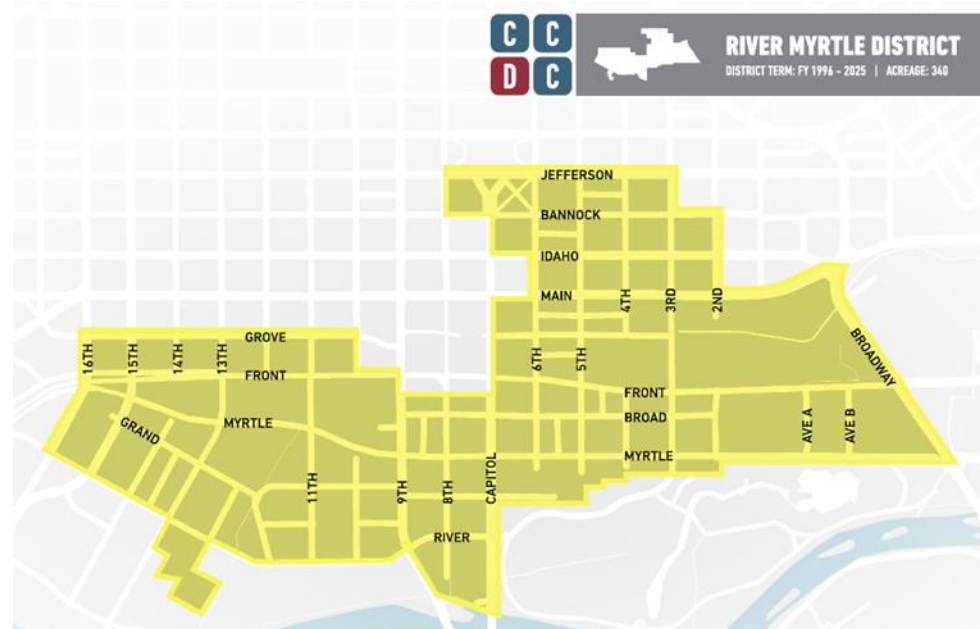 C C
D C
RIVER MYRTLE DISTRICT
DISTRICT TERM: FY 1996 - 2025 | ACREAGE: 340
JEFFERSON
BANNOCK
IDAHO
MAIN
4TH
3RD
2ND
GROVE
16TH
15TH
14TH
13TH
6TH
5TH
BROADWAY
FRONT
FRONT
BROAD
AVE A
AVE B
GRAND
MYRTLE
MYRTLE
11TH
9TH
8TH
CAPITOL
RIVER